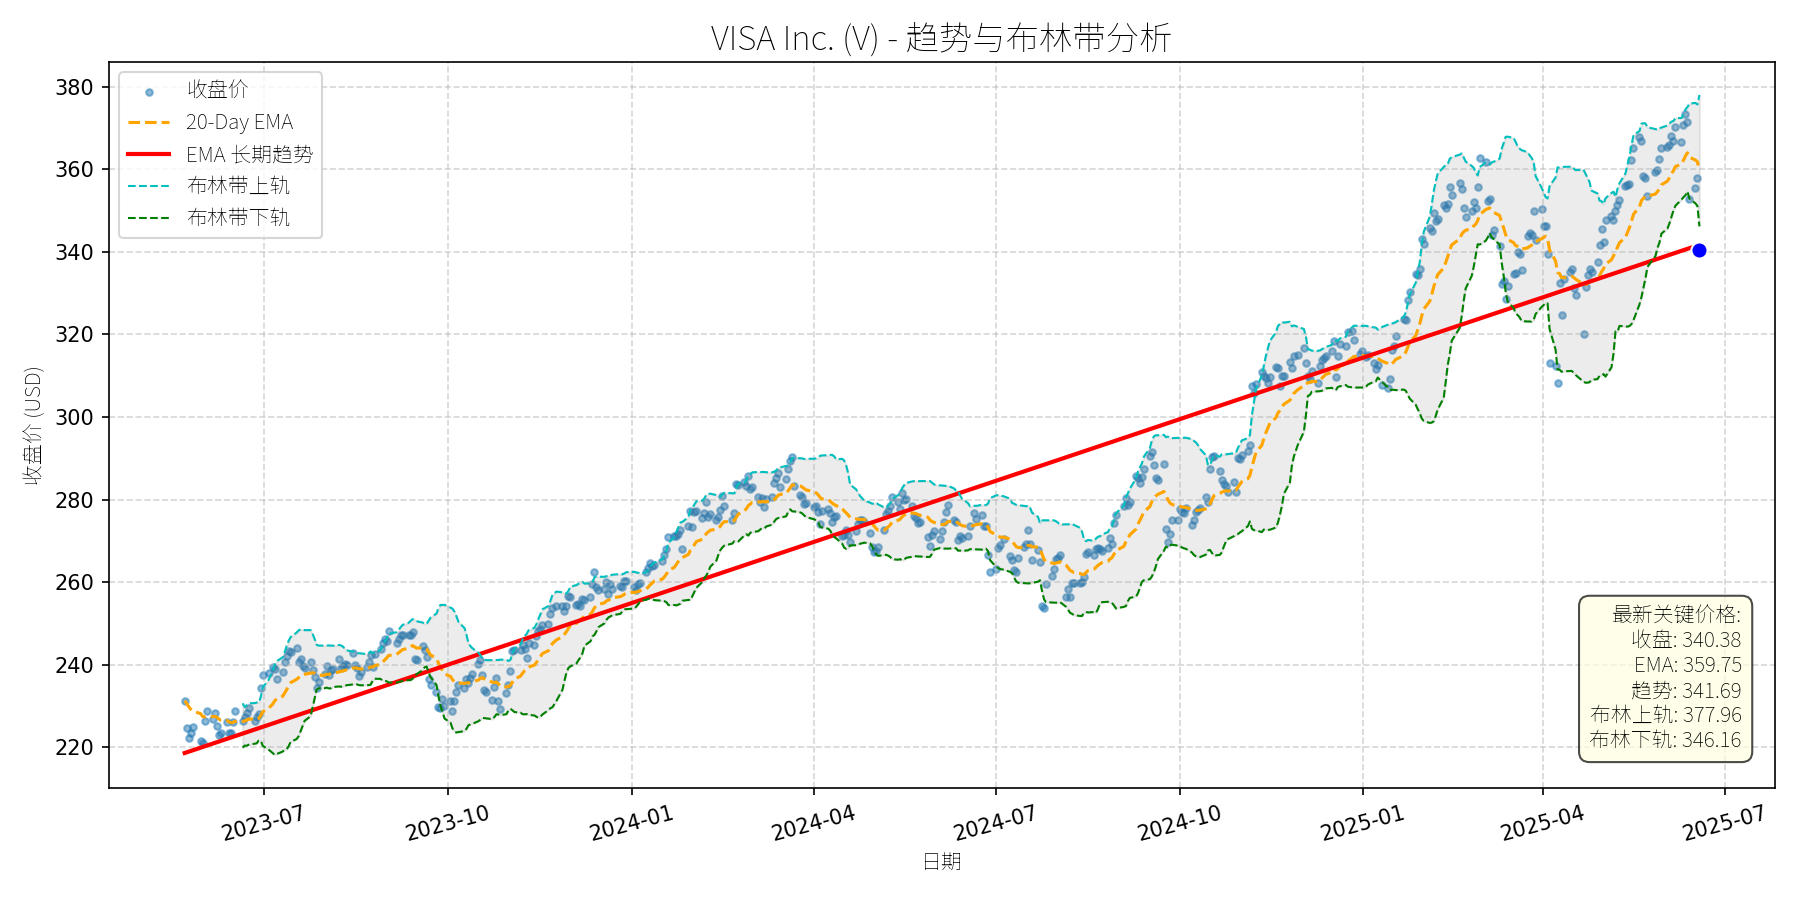 VISA Inc. (V) - 趋势与布林带分析
收盘价
20-Day EMA
EMA 长期趋势
布林带上轨
布林带下轨
收盘价 (USD)
380
360
340
320
300
280
260
240
220
最新关键价格:
收盘: 340.38
EMA: 359.75
趋势: 341.69
布林上轨: 377.96
布林下轨: 346.16
2023-07
2023-10
2024-01
2024-04
2024-07
2024-10
2025-01
2025-04
2025-07
日期